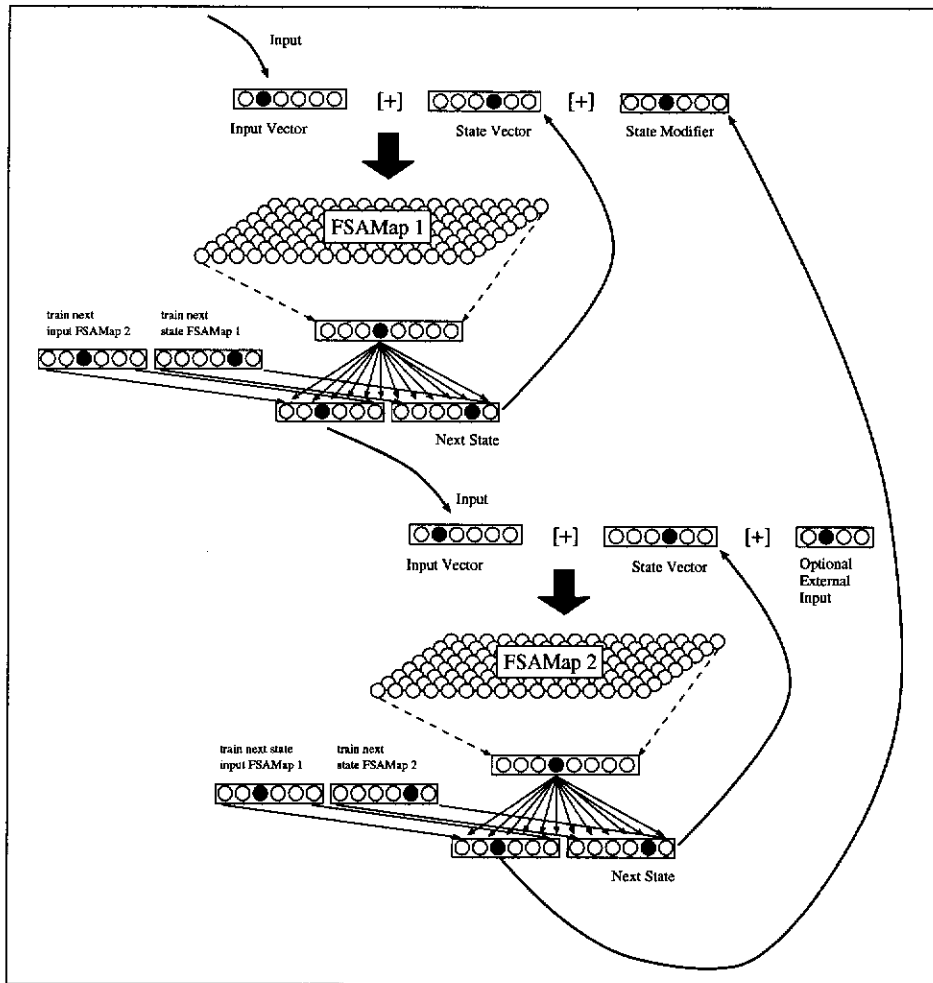 Input
[+]
[+]
Input Vector
State Vector
State Modifier
FSAMap 1
train next
input FSAMap 2
train next
state FSAMap 1
Next State
Input
[+]
[+]
Input Vector
State Vector
Optional
External
Input
FSAMap 2
train next state
input FSAMap 1
train next
state FSAMap 2
Next State